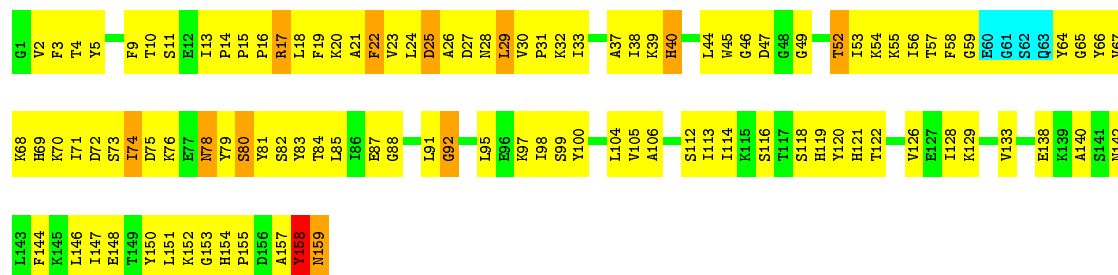 G1 V2 F3 T4 Y5 F9 T10 S11 E12 I13 P14 P15 P16 R17 R18 F19 K20 A21 F22 V23 L24 D25 A26 D27 N28 L29 V30 P31 K32 I33 A37 I38 K39 H40 L44 W45 G46 D47 G48 G49 T52 I53 K54 K55 I56 T57 F58 G59 E60 G61 S62 Q63 Y64 G65 Y66 V67
K68 H69 K70 I71 D72 S73 I74 D75 K76 E77 N78 Y79 S80 Y81 S82 Y83 T84 L85 I86 E87 G88 L91 G92 L95 E96 K97 I98 S99 Y100 L104 V105 A106 S112 I113 I114 K115 S116 T117 S118 H119 Y120 H121 T122 V126 E127 I128 K129 V133 E138 K139 A140 S141 N142
L143 F144 K145 L146 I147 E148 T149 Y150 L151 K152 G153 H154 P155 D156 A157 Y158 N159